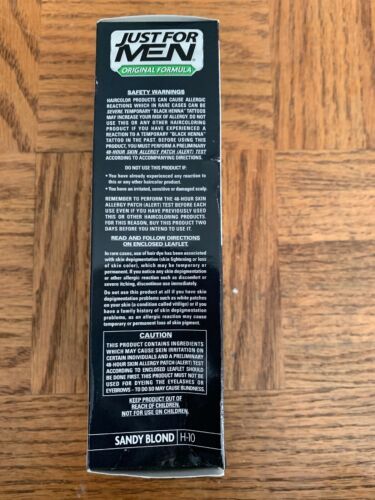 JUST FOR
MEN
ORIGINAL FORMULA
SAFETY WARNINGS
HAIRCOLOR PRODUCTS CAN CAUSE ALLERGIC
REACTIONS WHICH IN RARE CASES CAN BE
SEVERE. TEMPORARY "BLACK HENNA" TATTOOS
MAY INCREASE YOUR RISK OF ALLERGY. DO NOT
USE THIS OR ANY OTHER HAIRCOLORING
PRODUCT IF YOU HAVE EXPERIENCED A
REACTION TO A TEMPORARY "BLACK HENNA"
TATTOO IN THE PAST. BEFORE USING THIS
PRODUCT, YOU MUST PERFORM A PRELIMINARY
48-HOUR SKIN ALLERGY PATCH (ALERT) TEST
ACCORDING TO ACCOMPANYING DIRECTIONS.
DO NOT USE THIS PRODUCT IF:
• You have already experienced any reaction to
this or any other haircolor product.
• You have an irritated, sensitive or damaged scalp.
REMEMBER TO PERFORM THE 48-HOUR SKIN
ALLERGY PATCH (ALERT) TEST BEFORE EACH
USE EVEN IF YOU HAVE PREVIOUSLY USED
THIS OR OTHER HAIRCOLORING PRODUCTS.
FOR THIS REASON, BUY THIS PRODUCT TWO
DAYS BEFORE YOU INTEND TO USE IT.
READ AND FOLLOW DIRECTIONS
ON ENCLOSED LEAFLET.
In rare cases, use of hair dye has been associated
with skin depigmentation (skin lightening or loss
of skin color), which may be temporary or
permanent. If you notice any skin depigmentation
or other allergic reaction such as discomfort or
severe itching, discontinue use immediately.
Do not use this product at all if you have skin
depigmentation problems such as white patches
on your skin (a condition called vitiligo) or if you
have a family history of skin depigmentation
problems, as an allergic reaction may cause
temporary or permanent loss of skin pigment.
CAUTION
THIS PRODUCT CONTAINS INGREDIENTS
WHICH MAY CAUSE SKIN IRRITATION ON
CERTAIN INDIVIDUALS AND A PRELIMINARY
48-HOUR SKIN ALLERGY PATCH (ALERT) TEST
ACCORDING TO ENCLOSED LEAFLET SHOULD
BE DONE FIRST. THIS PRODUCT MUST NOT BE
USED FOR DYEING THE EYELASHES OR
EYEBROWS - TO DO SO MAY CAUSE BLINDNESS.
KEEP PRODUCT OUT OF
REACH OF CHILDREN.
NOT FOR USE ON CHILDREN.
SANDY BLOND H-10